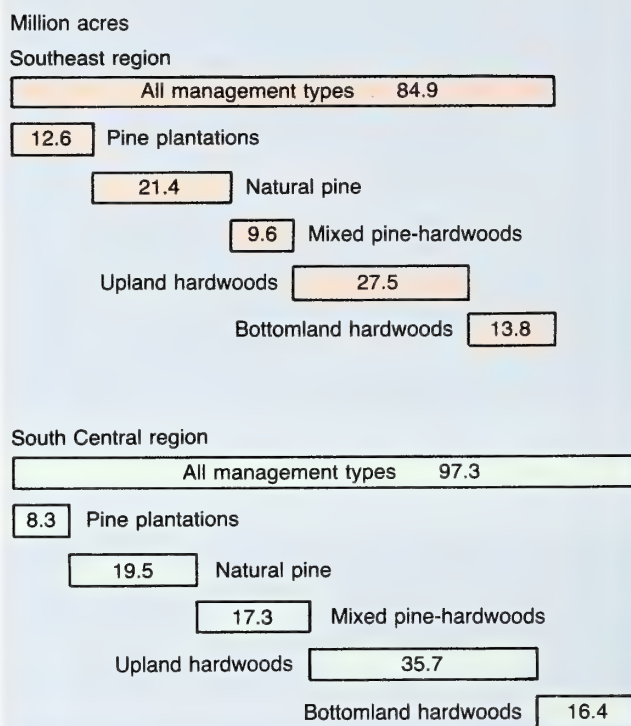 Million acres
Southeast region
All management types 84.9
12.6 Pine plantations
21.4 Natural pine
9.6 Mixed pine-hardwoods
Upland hardwoods 27.5
Bottomland hardwoods 13.8
South Central region
All management types 97.3
8.3 Pine plantations
19.5 Natural pine
17.3 Mixed pine-hardwoods
Upland hardwoods 35.7
Bottomland hardwoods 16.4